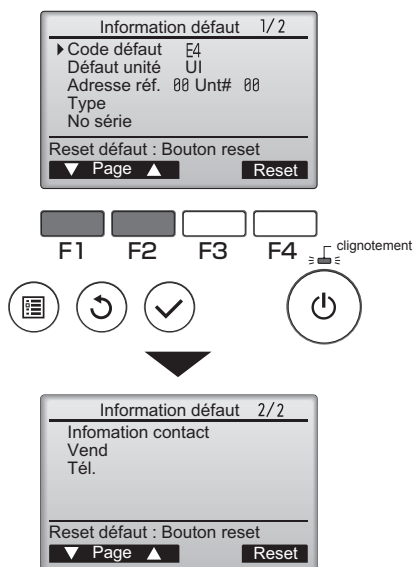 Information défaut 1/2
Code défaut E4
Défaut unité UI
Adresse réf. 00 Unt# 00
Type
No série
Reset défaut : Bouton reset
▼ Page ▲ Reset
F1 F2 F3 F4
clignotement
Information défaut 2/2
Infomation contact
Vend
Tél.
Reset défaut : Bouton reset
▼ Page ▲ Reset